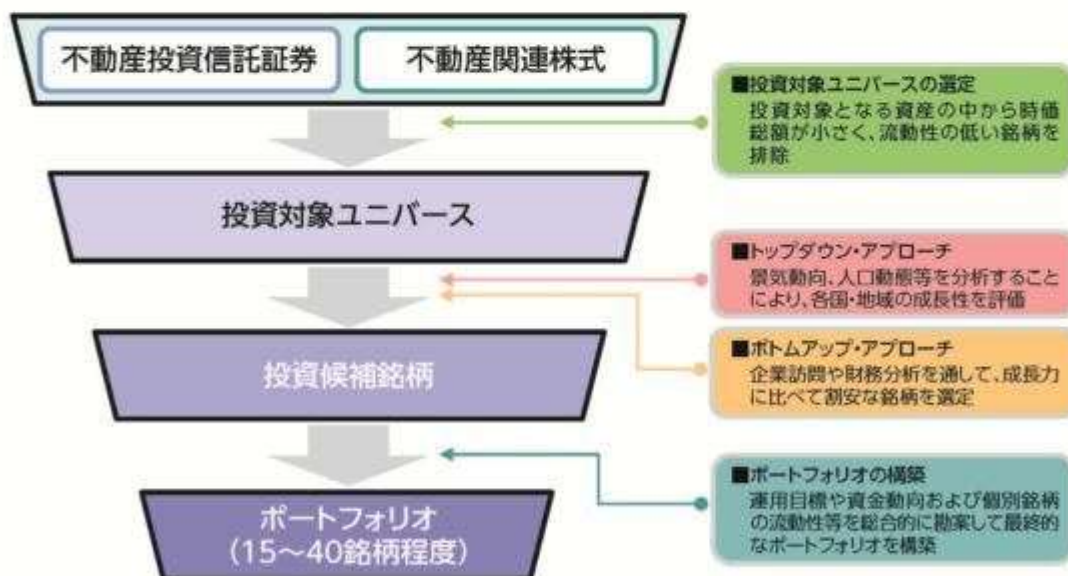 不動産投資信託証券
不動産関連株式
■投資対象ユニバースの選定
投資対象となる資産の中から時価
総額が小さく、流動性の低い銘柄を
排除
投資対象ユニバース
■トップダウン・アプローチ
景気動向、人口動態等を分析すること
により、各国・地域の成長性を評価
■ボトムアップ・アプローチ
企業訪問や財務分析を通して、成長力
に比べて割安な銘柄を選定
投資候補銘柄
■ポートフォリオの構築
運用目標や資金動向および個別銘柄
の流動性等を総合的に勘案して最終的
なポートフォリオを構築
ポートフォリオ
(15～40銘柄程度)